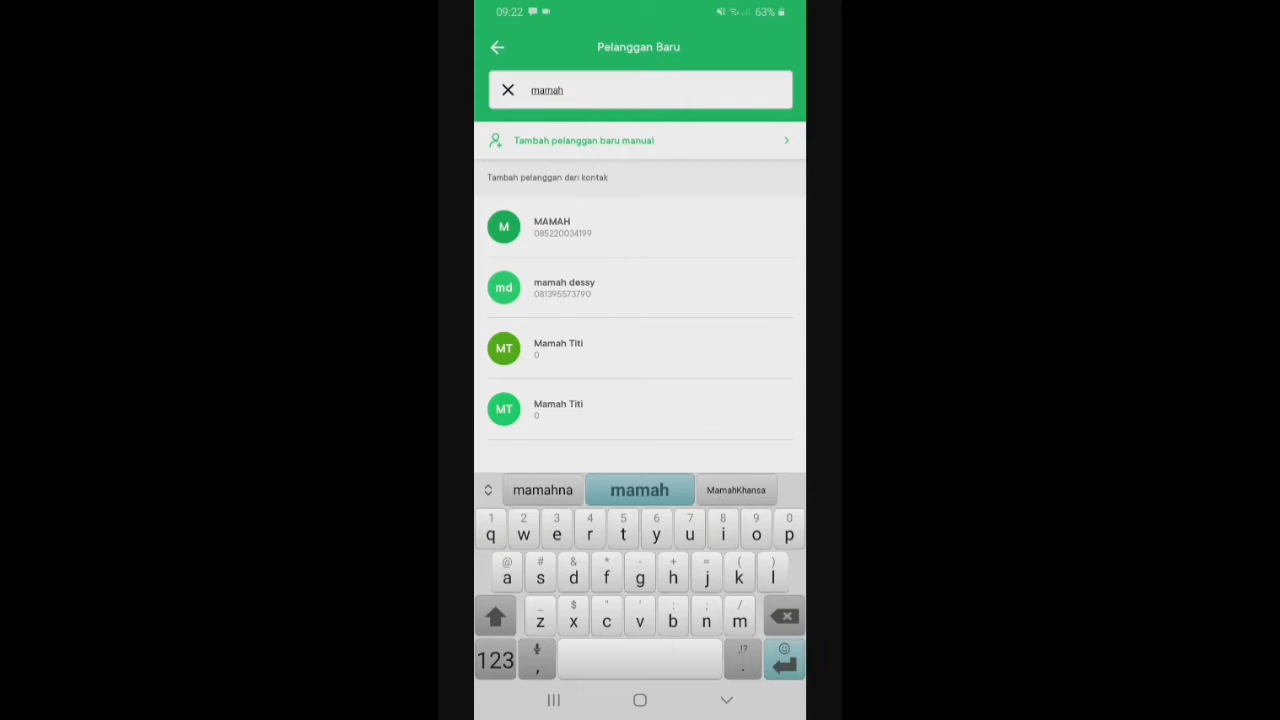 09:22
63%
Pelanggan Baru
mamah
Tambah pelanggan baru manual
Tambah pelanggan dari kontak
M
MAMAH
085220034199
md
mamah dessy
081395573790
MT
Mamah Titi
0
MT
Mamah Titi
0
mamahna mamah MamahKhansa
1 2 3 4 5 6 7 8 9 0
q w e r t y u i o p
@ # & * - + = ( )
a s d f g h j k l
_ $ " ' : ; /
z x c v b n m
,!?
123 , .